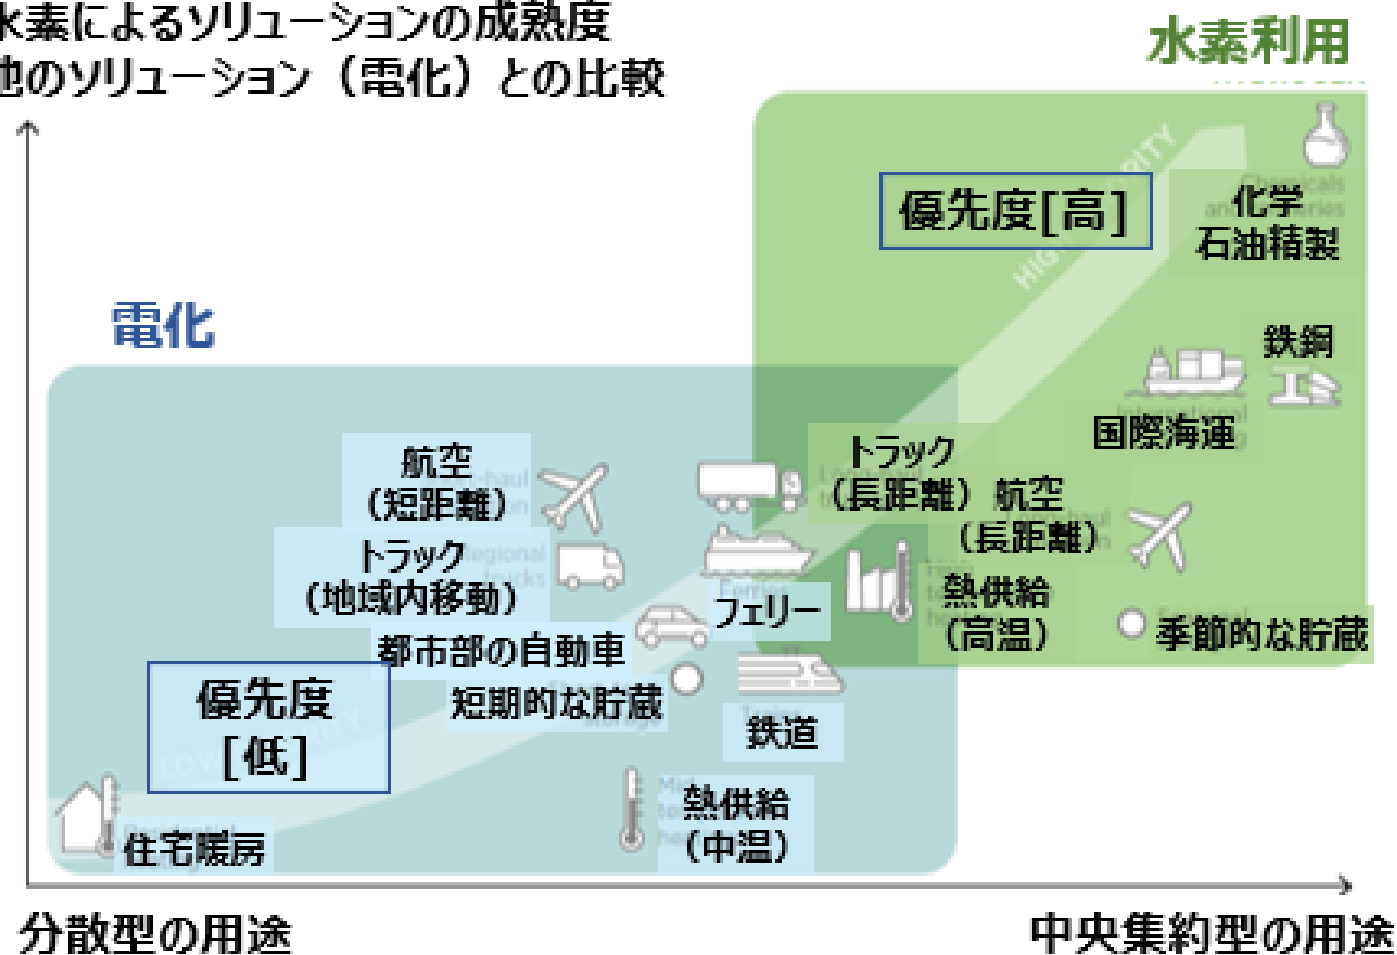 水素によるソリューションの成熟度
他のソリューション（電化）との比較
水素利用
優先度[高]
化学
石油精製
電化
鉄鋼
国際海運
航空
（短距離）
トラック
（長距離）
航空
（長距離）
トラック
（地域内移動）
フェリー
熱供給
（高温）
季節的な貯蔵
都市部の自動車
短期的な貯蔵
鉄道
優先度
[低]
熱供給
（中温）
住宅暖房
分散型の用途
中央集約型の用途